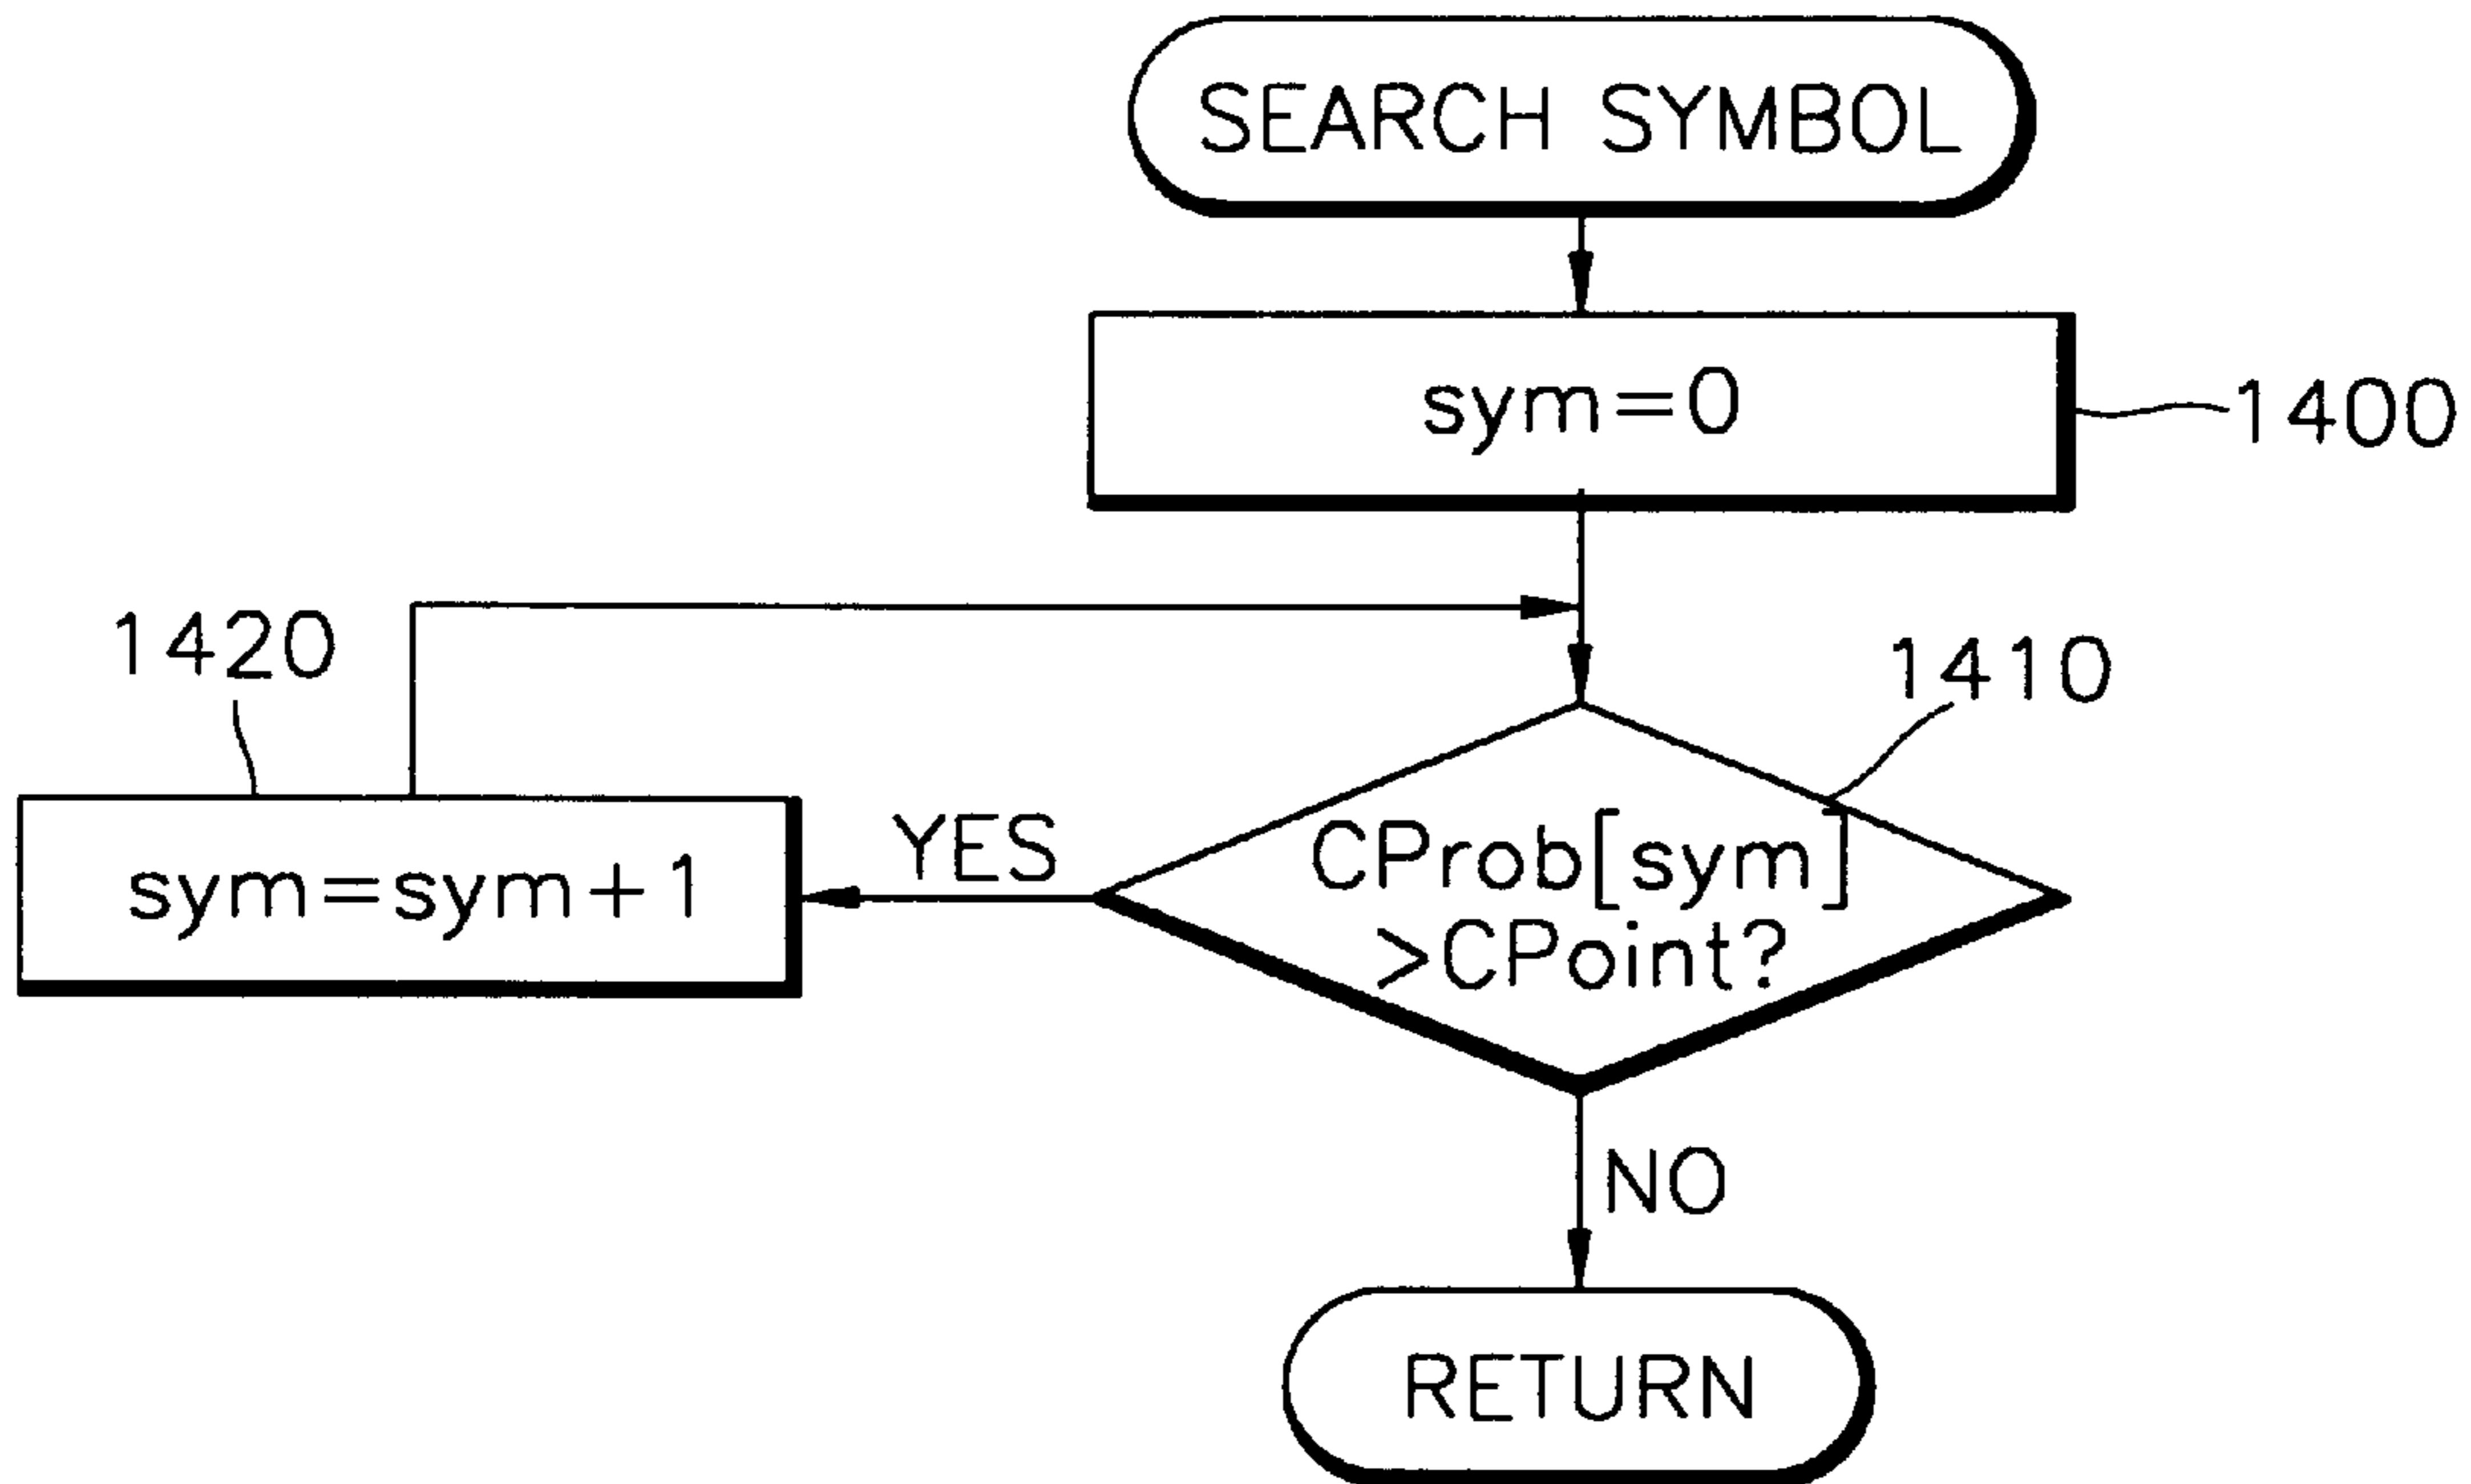 SEARCH SYMBOL
sym=0
1400
1420
1410
YES
CProb[sym]
>CPoint?
sym=sym+1
NO
RETURN